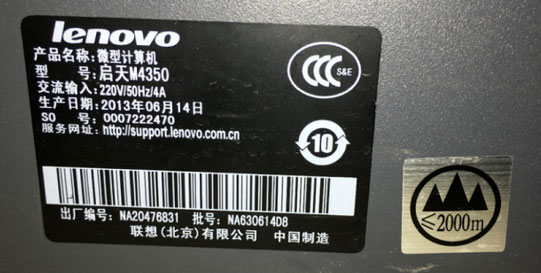 lenovo
产品名称:微型计算机
型 号:启天M4350
交流输入:220V/50Hz/4A
生产日期:2013年06月14日
SO 号:0007222470
服务网址:http://support.lenovo.com.cn
CCC S&E
10
出厂编号:NA20476831 批号:NA630614D8
联想(北京)有限公司 中国制造
≤2000m